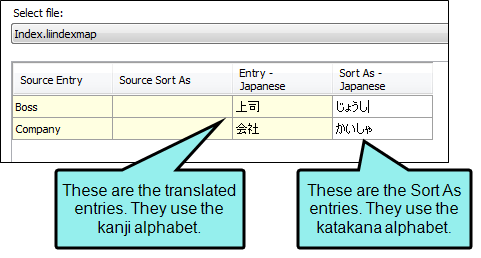 Select file:
Index.liindexmap
Source Entry Source Sort As Entry - Japanese Sort As - Japanese
Boss 上司 じょうし
Company 会社 かいしゃ
These are the translated
entries. They use the
kanji alphabet.
These are the Sort As
entries. They use the
katakana alphabet.